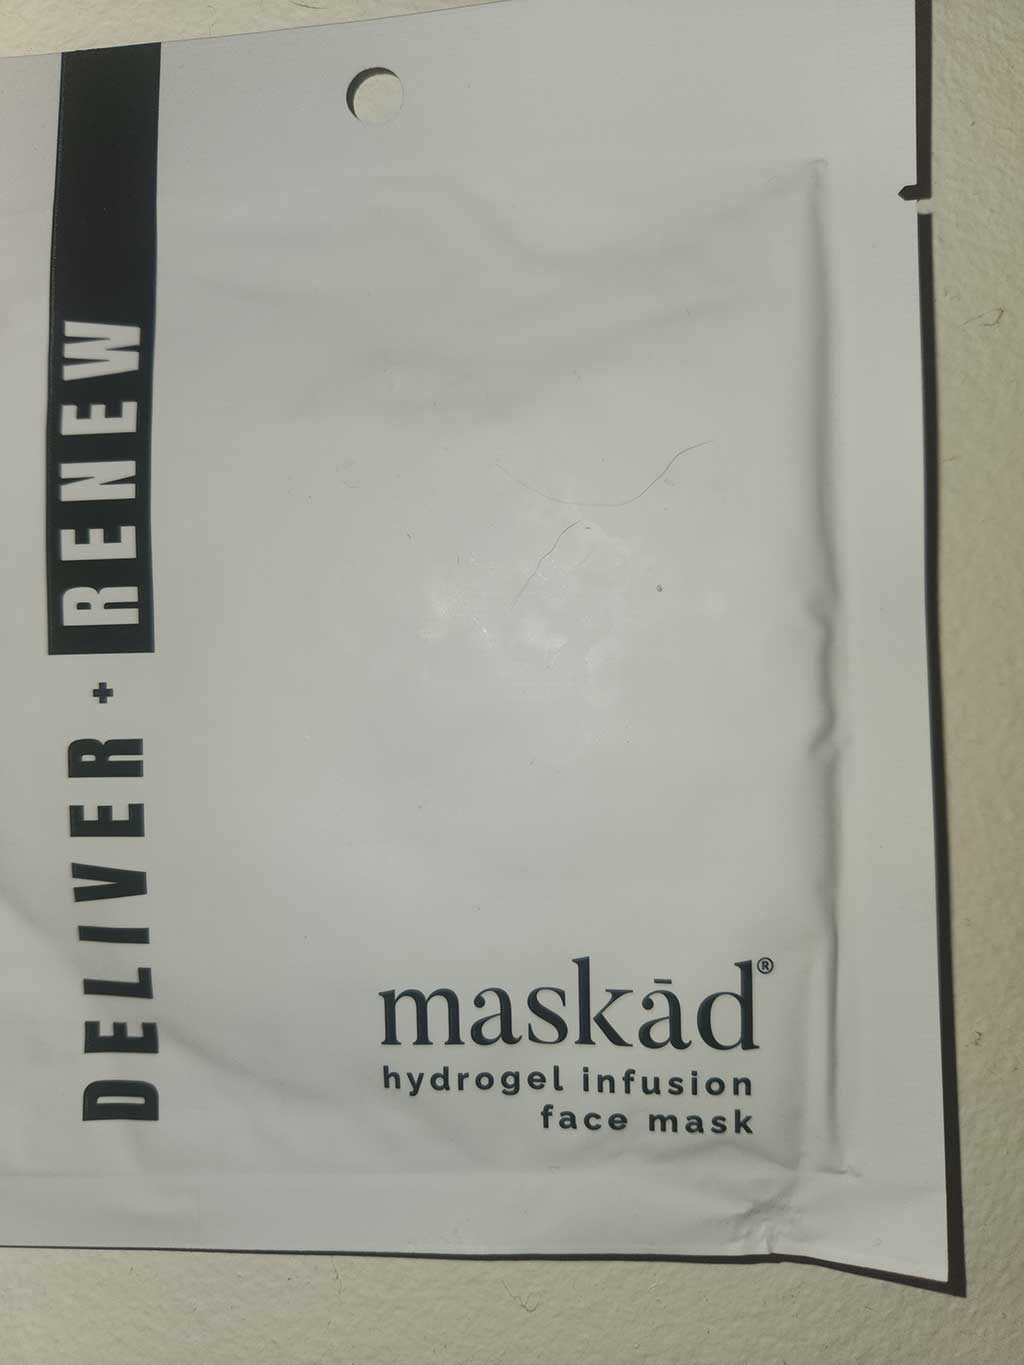 DELIVER + RENEW
maskād®
hydrogel infusion
face mask